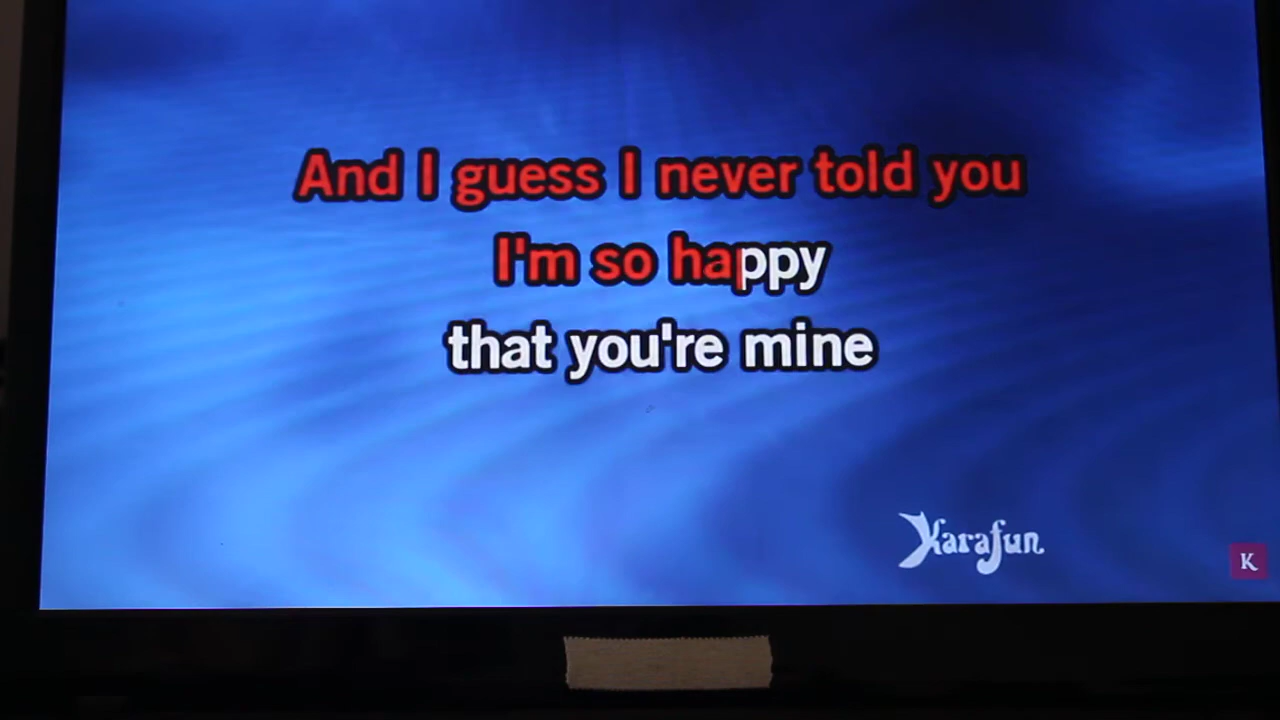 And I guess I never told you
I'm so happy
that you're mine
Karafun
K